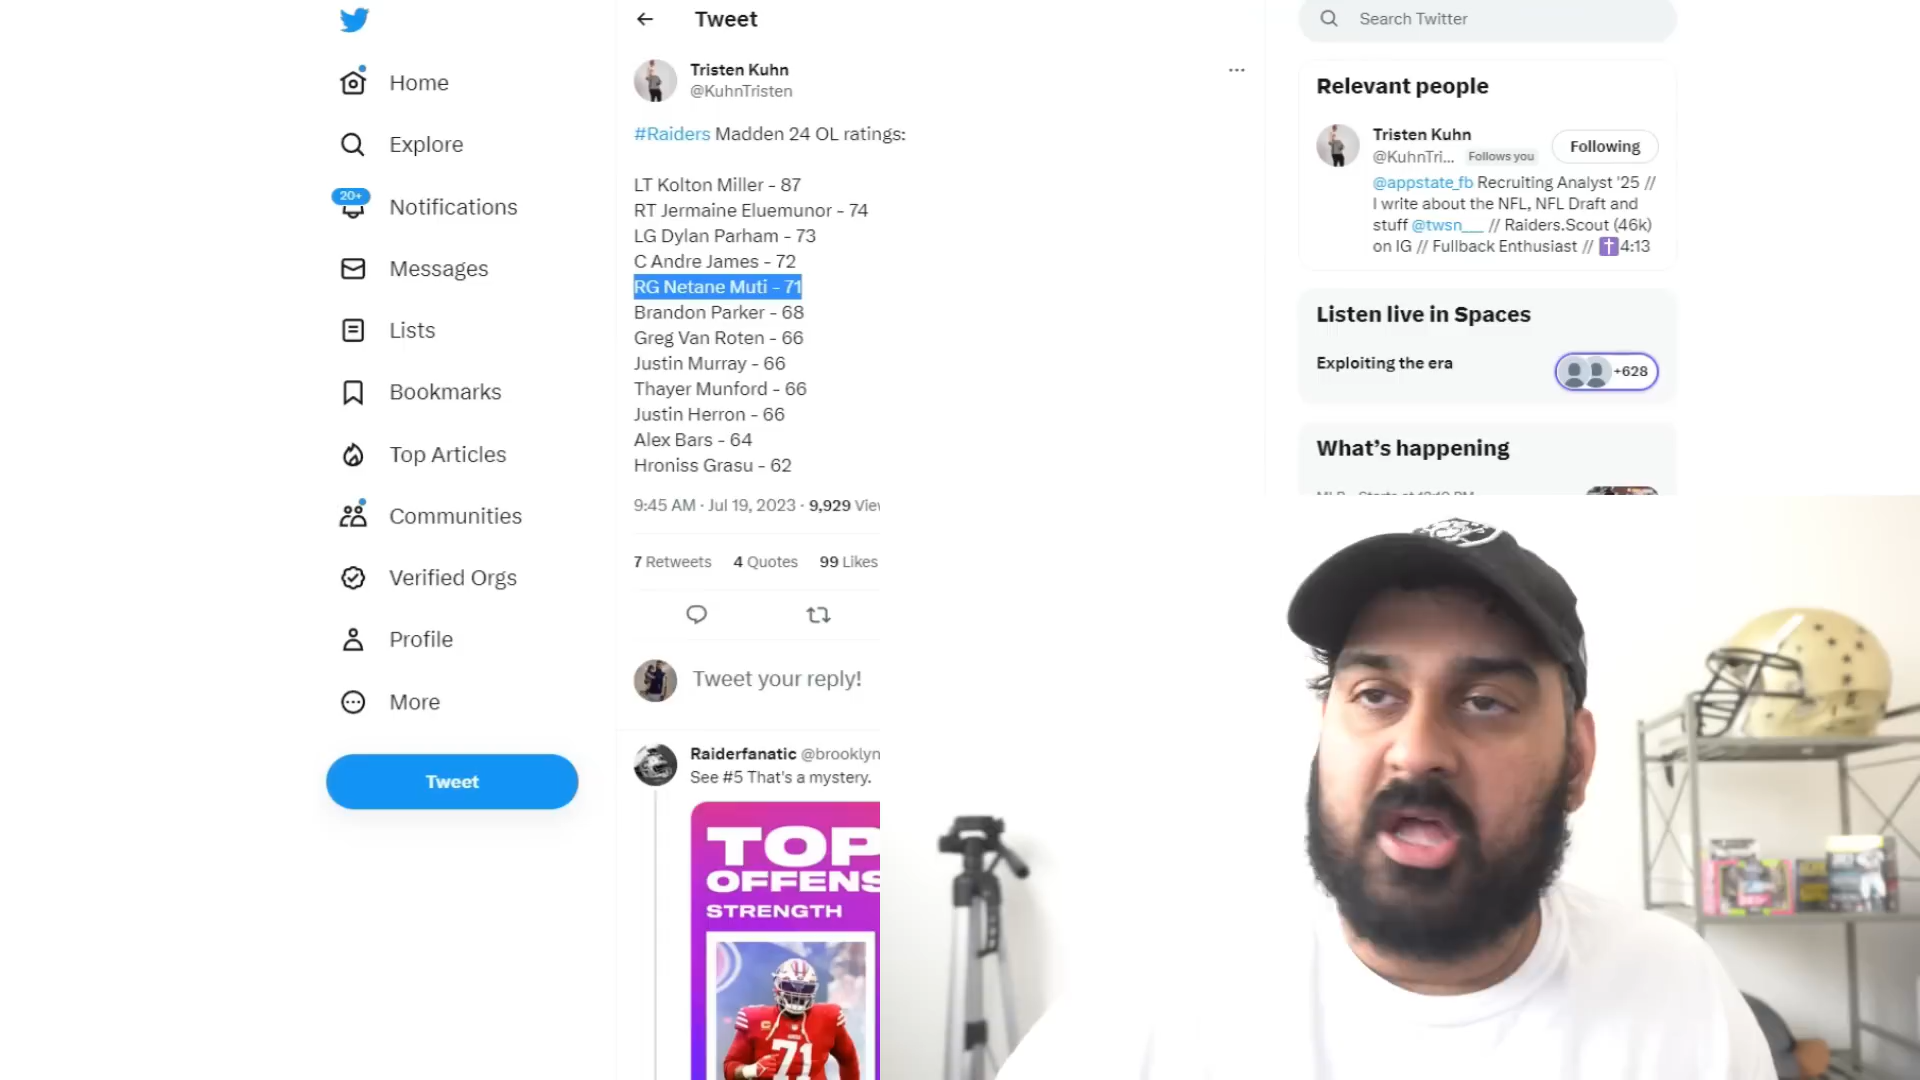 Home
Explore
20+
Notifications
Messages
Lists
Bookmarks
Top Articles
Communities
Verified Orgs
Profile
More
Tweet
Tweet
Tristen Kuhn
@KuhnTristen
#Raiders Madden 24 OL ratings:
LT Kolton Miller - 87
RT Jermaine Eluemunor - 74
LG Dylan Parham - 73
C Andre James - 72
RG Netane Muti - 71
Brandon Parker - 68
Greg Van Roten - 66
Justin Murray - 66
Thayer Munford - 66
Justin Herron - 66
Alex Bars - 64
Hroniss Grasu - 62
9:45 AM · Jul 19, 2023 · 9,929
7 Retweets 4 Quotes 99 Likes
Tweet your reply!
Raiderfanatic @brooklyn
See #5 That's a mystery.
TOP
OFFENS
STRENGTH
71
Search Twitter
Relevant people
Tristen Kuhn
@KuhnTri... Follows you
Following
@appstate_fb Recruiting Analyst '25 //
I write about the NFL, NFL Draft and
stuff @twsn___ // Raiders.Scout (46k)
on IG // Fullback Enthusiast // ✝4:13
Listen live in Spaces
Exploiting the era
+628
What's happening